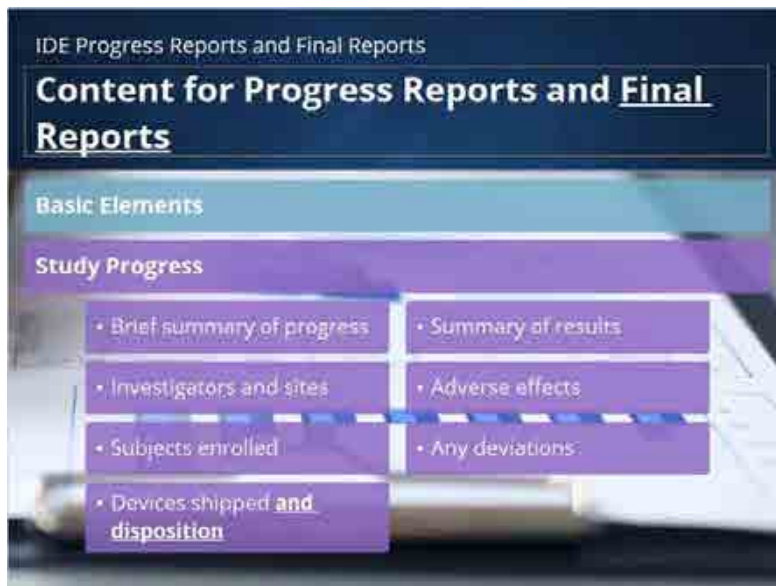 IDE Progress Reports and Final Reports
Content for Progress Reports and Final
Reports
Basic Elements
Study Progress
• Brief summary of progress
• Investigators and sites
• Subjects enrolled
• Devices shipped and
disposition
• Summary of results
• Adverse effects
• Any deviations